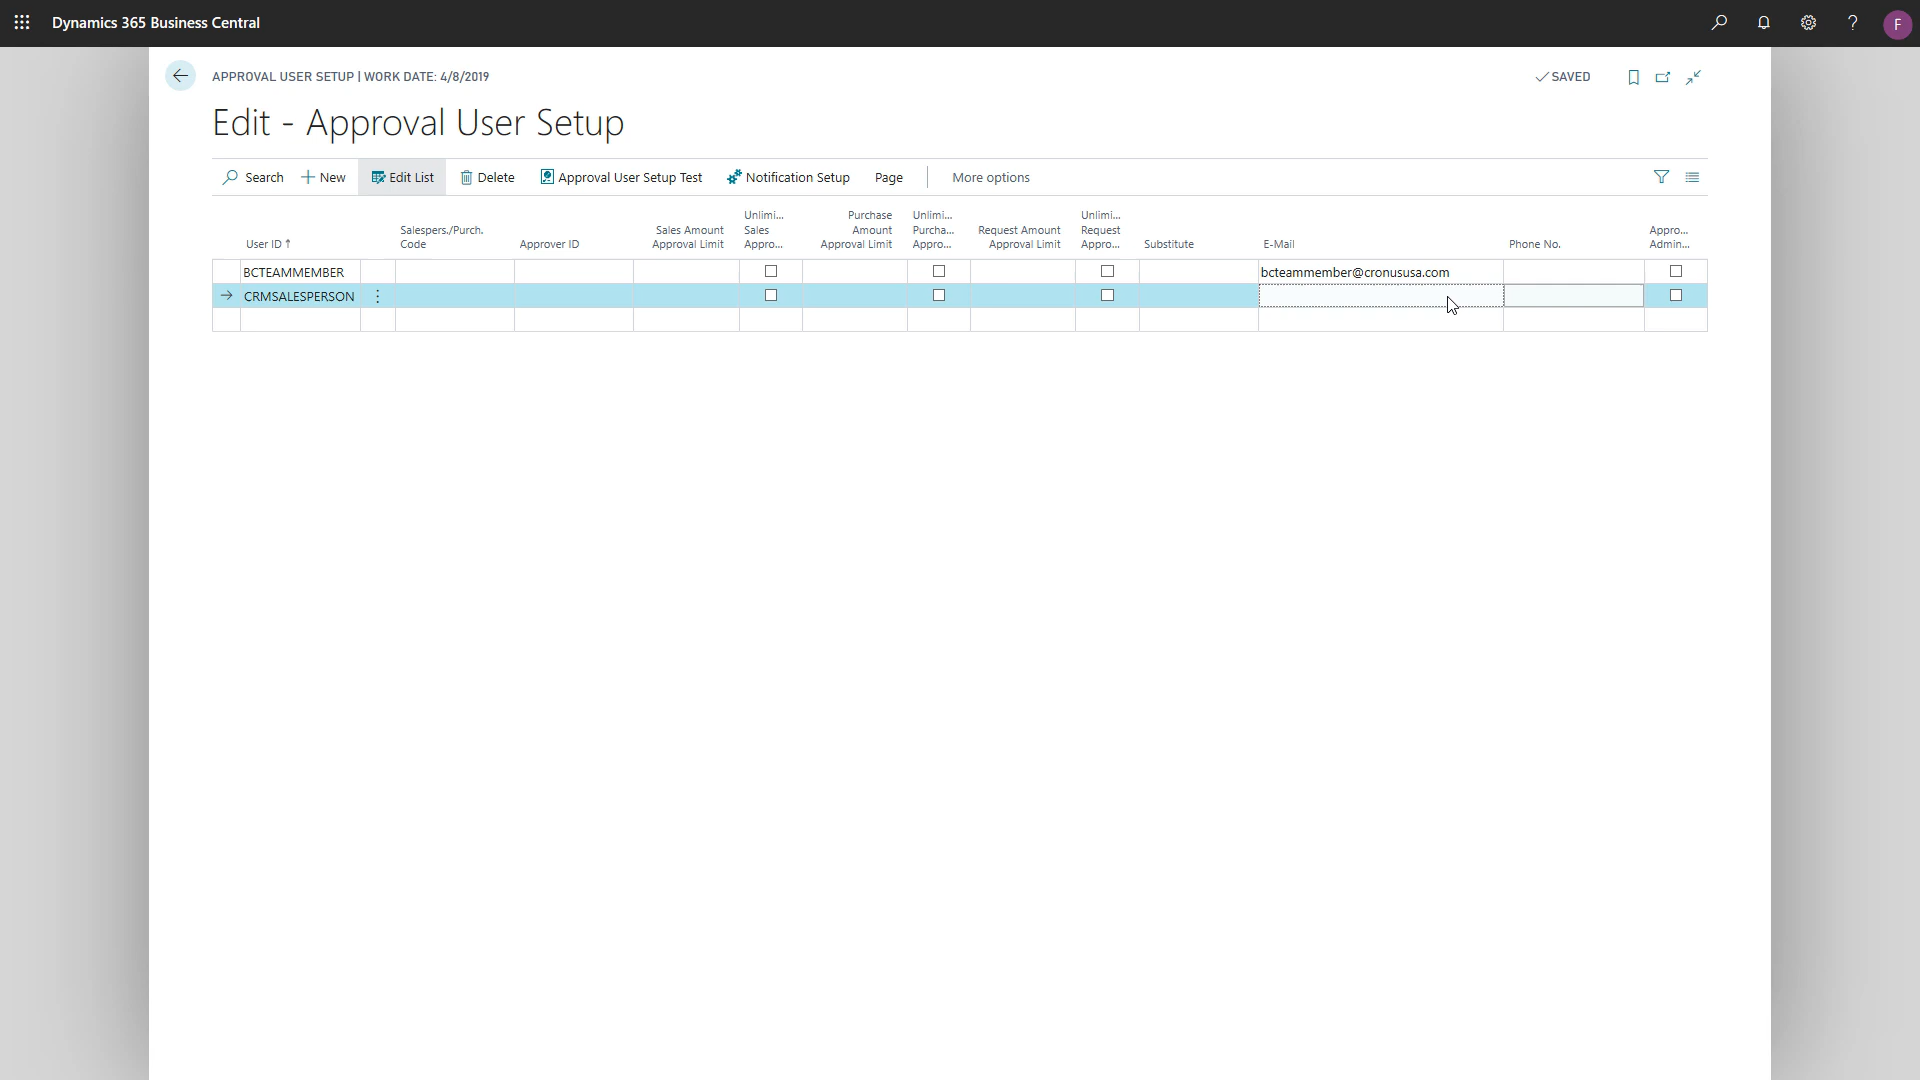 Dynamics 365 Business Central
F
APPROVAL USER SETUP | WORK DATE: 4/8/2019
SAVED
Edit - Approval User Setup
Search
New
Edit List
Delete
Approval User Setup Test
Notification Setup
Page
More options
User ID ↑
Salespers./Purch.
Code
Approver ID
Sales Amount
Approval Limit
Unlimi...
Sales
Appro...
Purchase
Amount
Approval Limit
Unlimi...
Purcha...
Appro...
Request Amount
Approval Limit
Unlimi...
Request
Appro...
Substitute
E-Mail
Phone No.
Appro...
Admin...
BCTEAMMEMBER
bcteammember@cronususa.com
CRMSALESPERSON